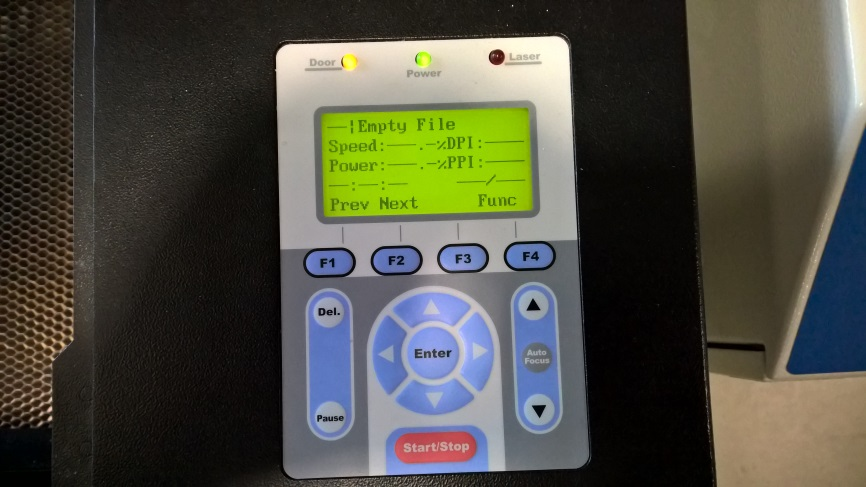 Door
Power
Laser
--¦Empty File
Speed:---.-%DPI:----
Power:---.-%PPI:----
--:--:-- ---/---
Prev Next Func
F1 F2 F3 F4
Del.
Enter
Auto
Focus
Pause
Start/Stop